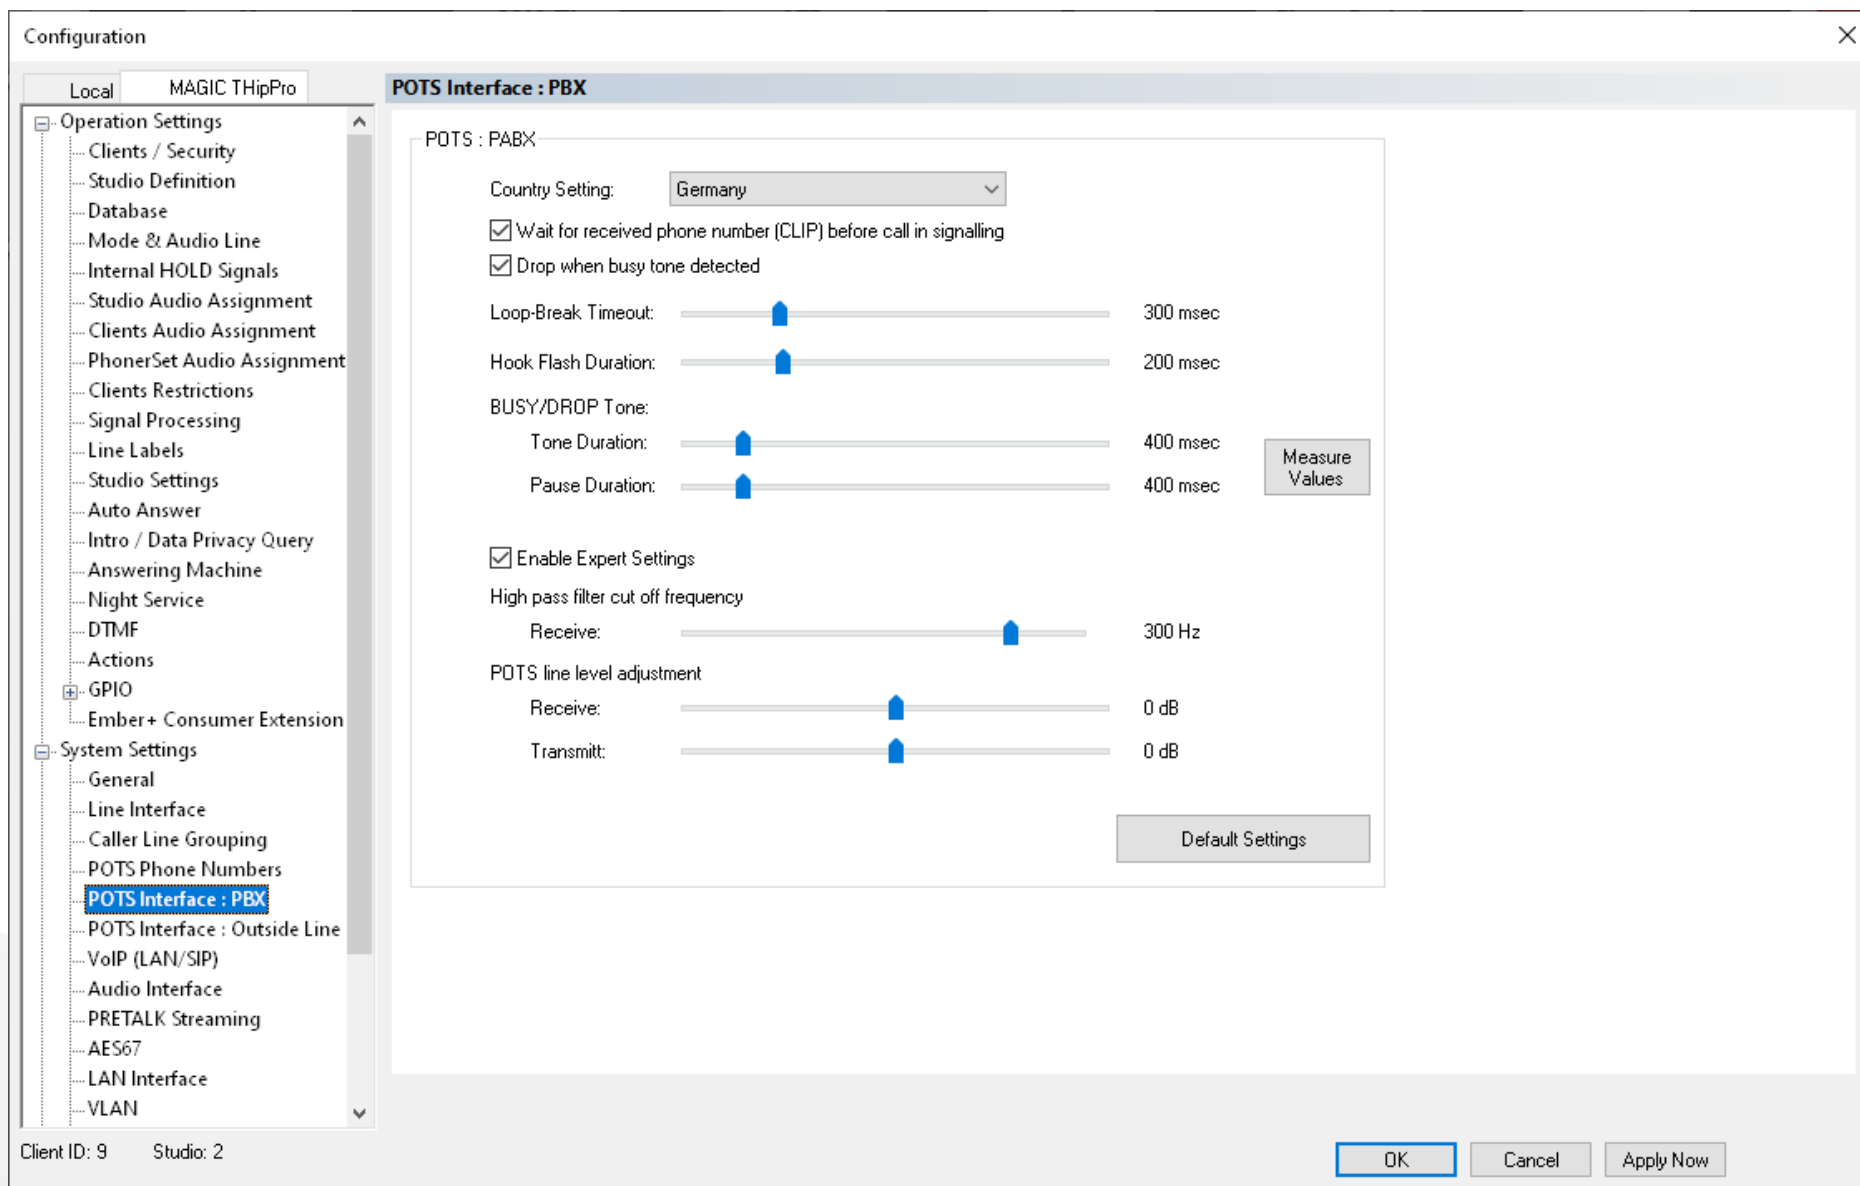 Configuration
Local
MAGIC THipPro
Operation Settings
Clients / Security
Studio Definition
Database
Mode & Audio Line
Internal HOLD Signals
Studio Audio Assignment
Clients Audio Assignment
PhonerSet Audio Assignment
Clients Restrictions
Signal Processing
Line Labels
Studio Settings
Auto Answer
Intro / Data Privacy Query
Answering Machine
Night Service
DTMF
Actions
GPIO
Ember+ Consumer Extension
System Settings
General
Line Interface
Caller Line Grouping
POTS Phone Numbers
POTS Interface : PBX
POTS Interface : Outside Line
VoIP (LAN/SIP)
Audio Interface
PRETALK Streaming
AES67
LAN Interface
VLAN
POTS Interface : PBX
POTS : PABX
Country Setting: Germany
Wait for received phone number (CLIP) before call in signalling
Drop when busy tone detected
Loop-Break Timeout: 300 msec
Hook Flash Duration: 200 msec
BUSY/DROP Tone:
Tone Duration: 400 msec
Pause Duration: 400 msec
Measure
Values
Enable Expert Settings
High pass filter cut off frequency
Receive: 300 Hz
POTS line level adjustment
Receive: 0 dB
Transmitt: 0 dB
Default Settings
Client ID: 9 Studio: 2
OK Cancel Apply Now